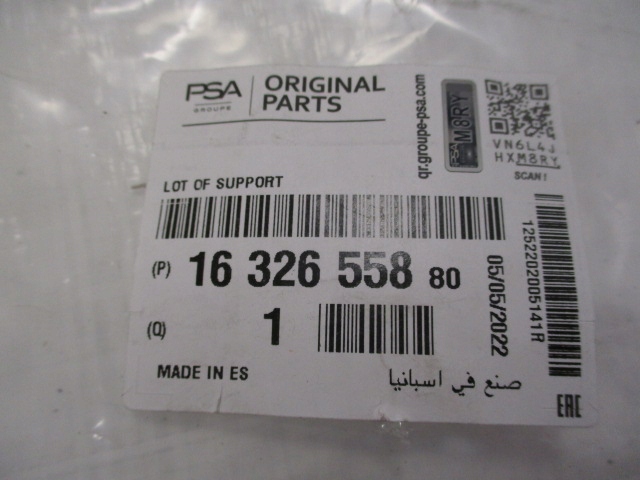 PSA
GROUPE
ORIGINAL
PARTS
qr.groupe-psa.com
PSA M8RY
VN6L4J
HXM8RY
SCAN!
LOT OF SUPPORT
(P) 16 326 558 80
(Q) 1
05/05/2022
1252202005141R
MADE IN ES
صنع في اسبانيا
EAC